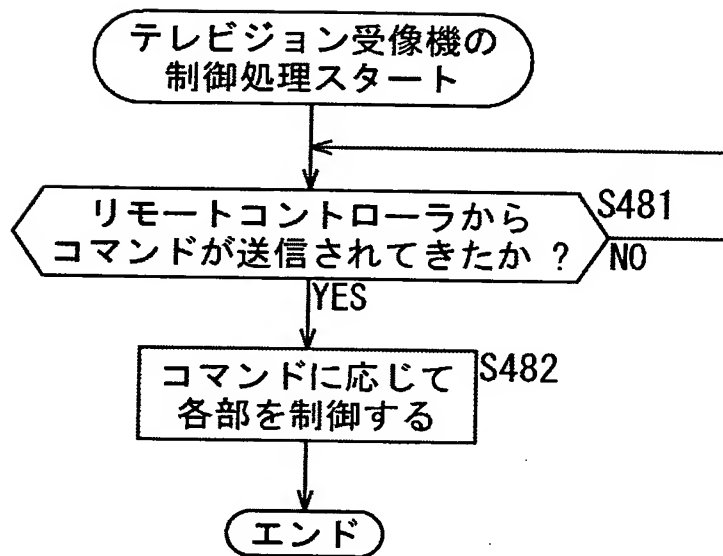 テレビジョン受像機の
制御処理スタート
リモートコントローラから
コマンドが送信されてきたか ?
S481
NO
YES
コマンドに応じて
各部を制御する
S482
エンド